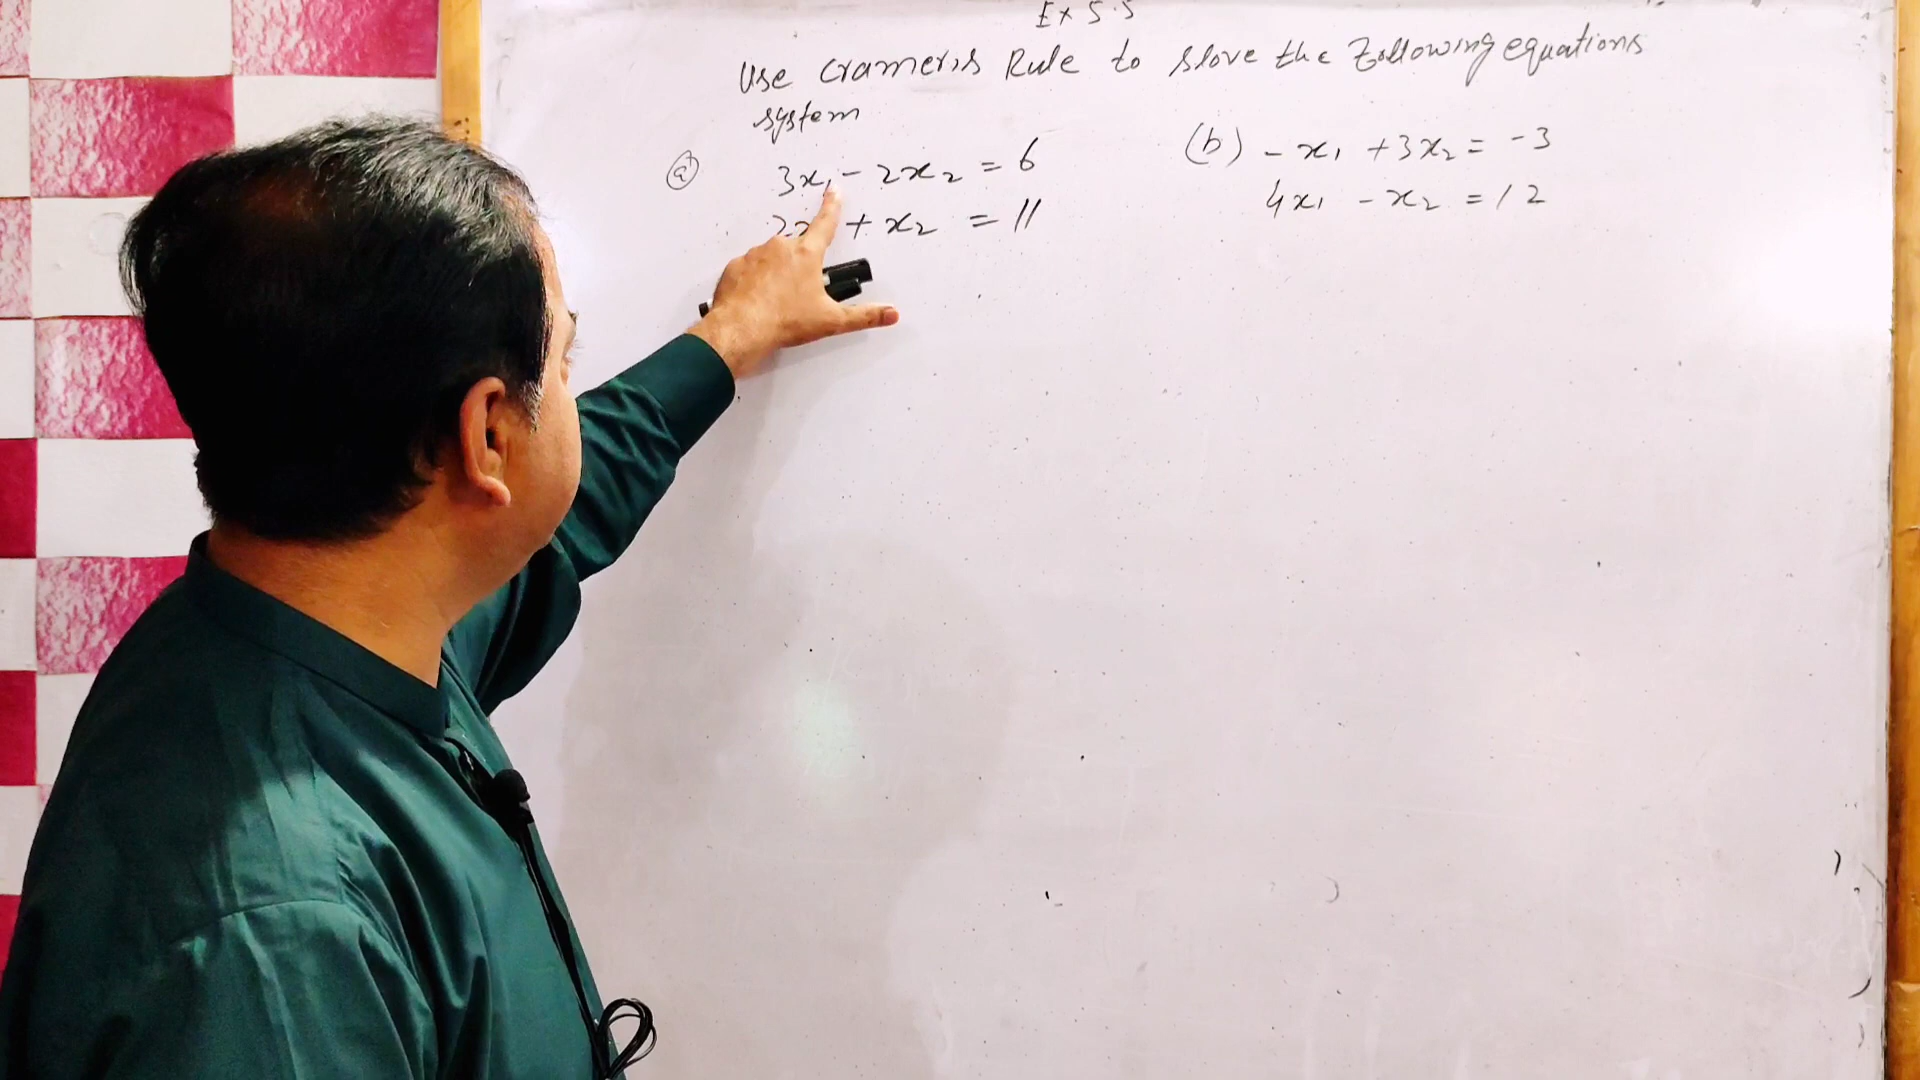 Ex 5.5
Use cramer's Rule to slove the following equations
system
(a) 3x₁ - 2x₂ = 6
2x + x₂ = 11
(b) - x₁ + 3x₂ = -3
4x₁ - x₂ = 12